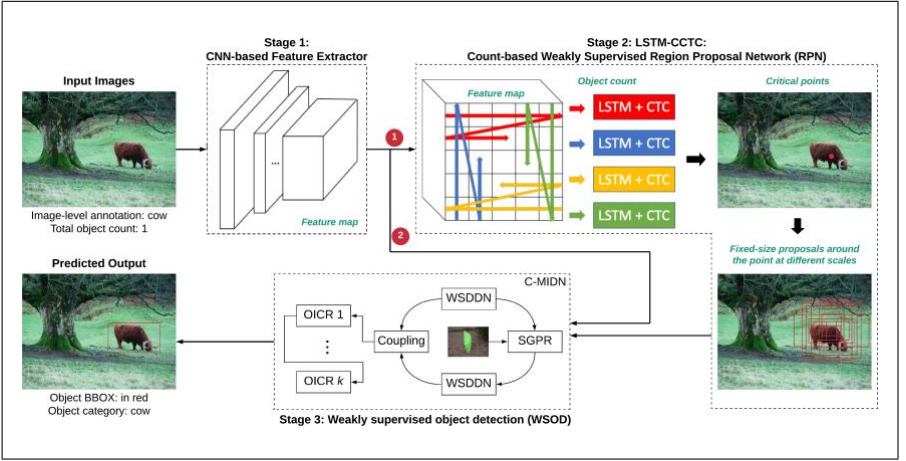 Stage 1:
CNN-based Feature Extractor
Stage 2: LSTM-CCTC:
Count-based Weakly Supervised Region Proposal Network (RPN)
Input Images
Image-level annotation: cow
Total object count: 1
...
Feature map
1
2
Feature map
Object count
LSTM + CTC
LSTM + CTC
LSTM + CTC
LSTM + CTC
Critical points
Fixed-size proposals around
the point at different scales
Predicted Output
Object BBOX: in red
Object category: cow
C-MIDN
OICR 1
⋮
OICR k
Coupling
WSDDN
SGPR
WSDDN
Stage 3: Weakly supervised object detection (WSOD)